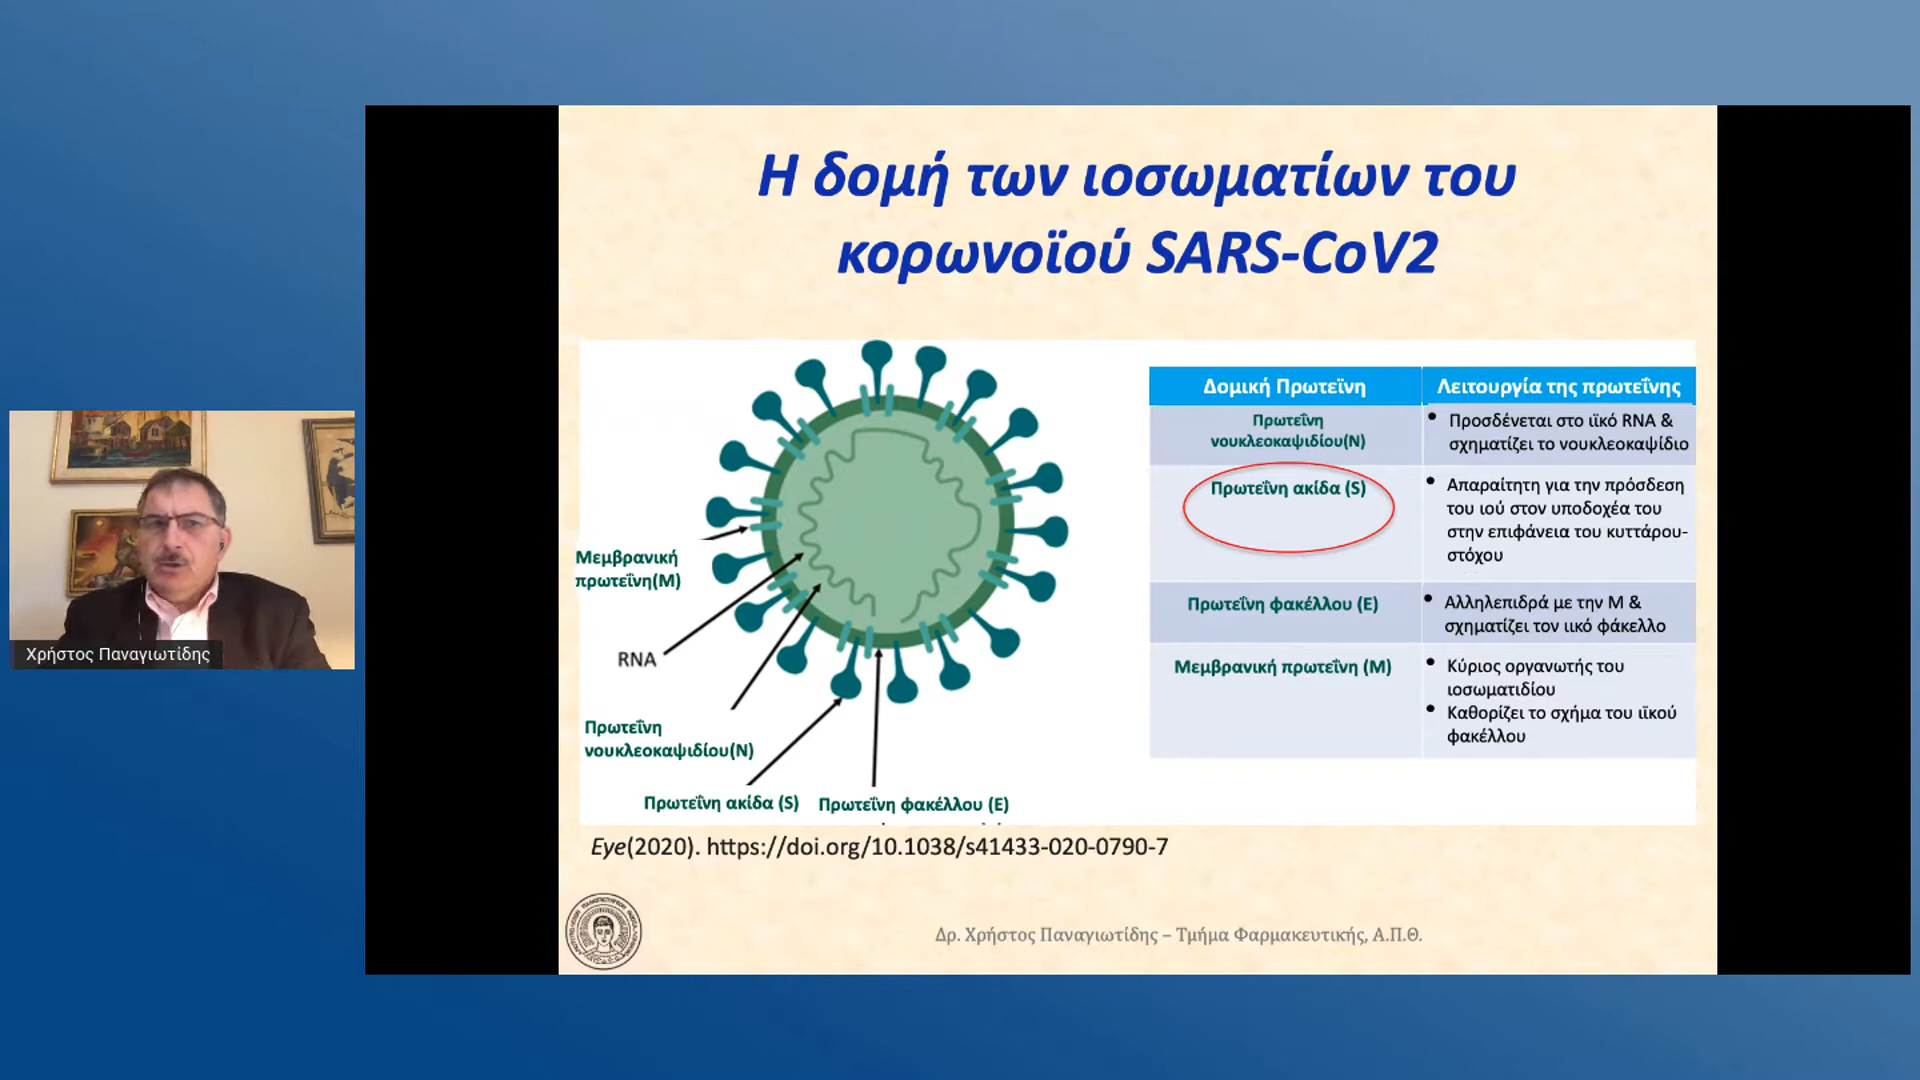 Η δομή των ιοσωματίων του
κορωνοϊού SARS-CoV2
Μεμβρανική
πρωτεΐνη(Μ)
RNA
Πρωτεΐνη
νουκλεοκαψιδίου(Ν)
Πρωτεΐνη ακίδα (S)
Πρωτεΐνη φακέλλου (Ε)
Δομική Πρωτεϊνη
Λειτουργία της πρωτεΐνης
Πρωτεΐνη
νουκλεοκαψιδίου(Ν)
• Προσδένεται στο ιϊκό RNA &
σχηματίζει το νουκλεοκαψίδιο
Πρωτεΐνη ακίδα (S)
• Απαραίτητη για την πρόσδεση
του ιού στον υποδοχέα του
στην επιφάνεια του κυττάρου-
στόχου
Πρωτεΐνη φακέλλου (Ε)
• Αλληλεπιδρά με την Μ &
σχηματίζει τον ιικό φάκελλο
Μεμβρανική πρωτεΐνη (Μ)
• Κύριος οργανωτής του
ιοσωματιδίου
• Καθορίζει το σχήμα του ιϊκού
φακέλλου
Eye(2020). https://doi.org/10.1038/s41433-020-0790-7
Δρ. Χρήστος Παναγιωτίδης – Τμήμα Φαρμακευτικής, Α.Π.Θ.
Χρήστος Παναγιωτίδης